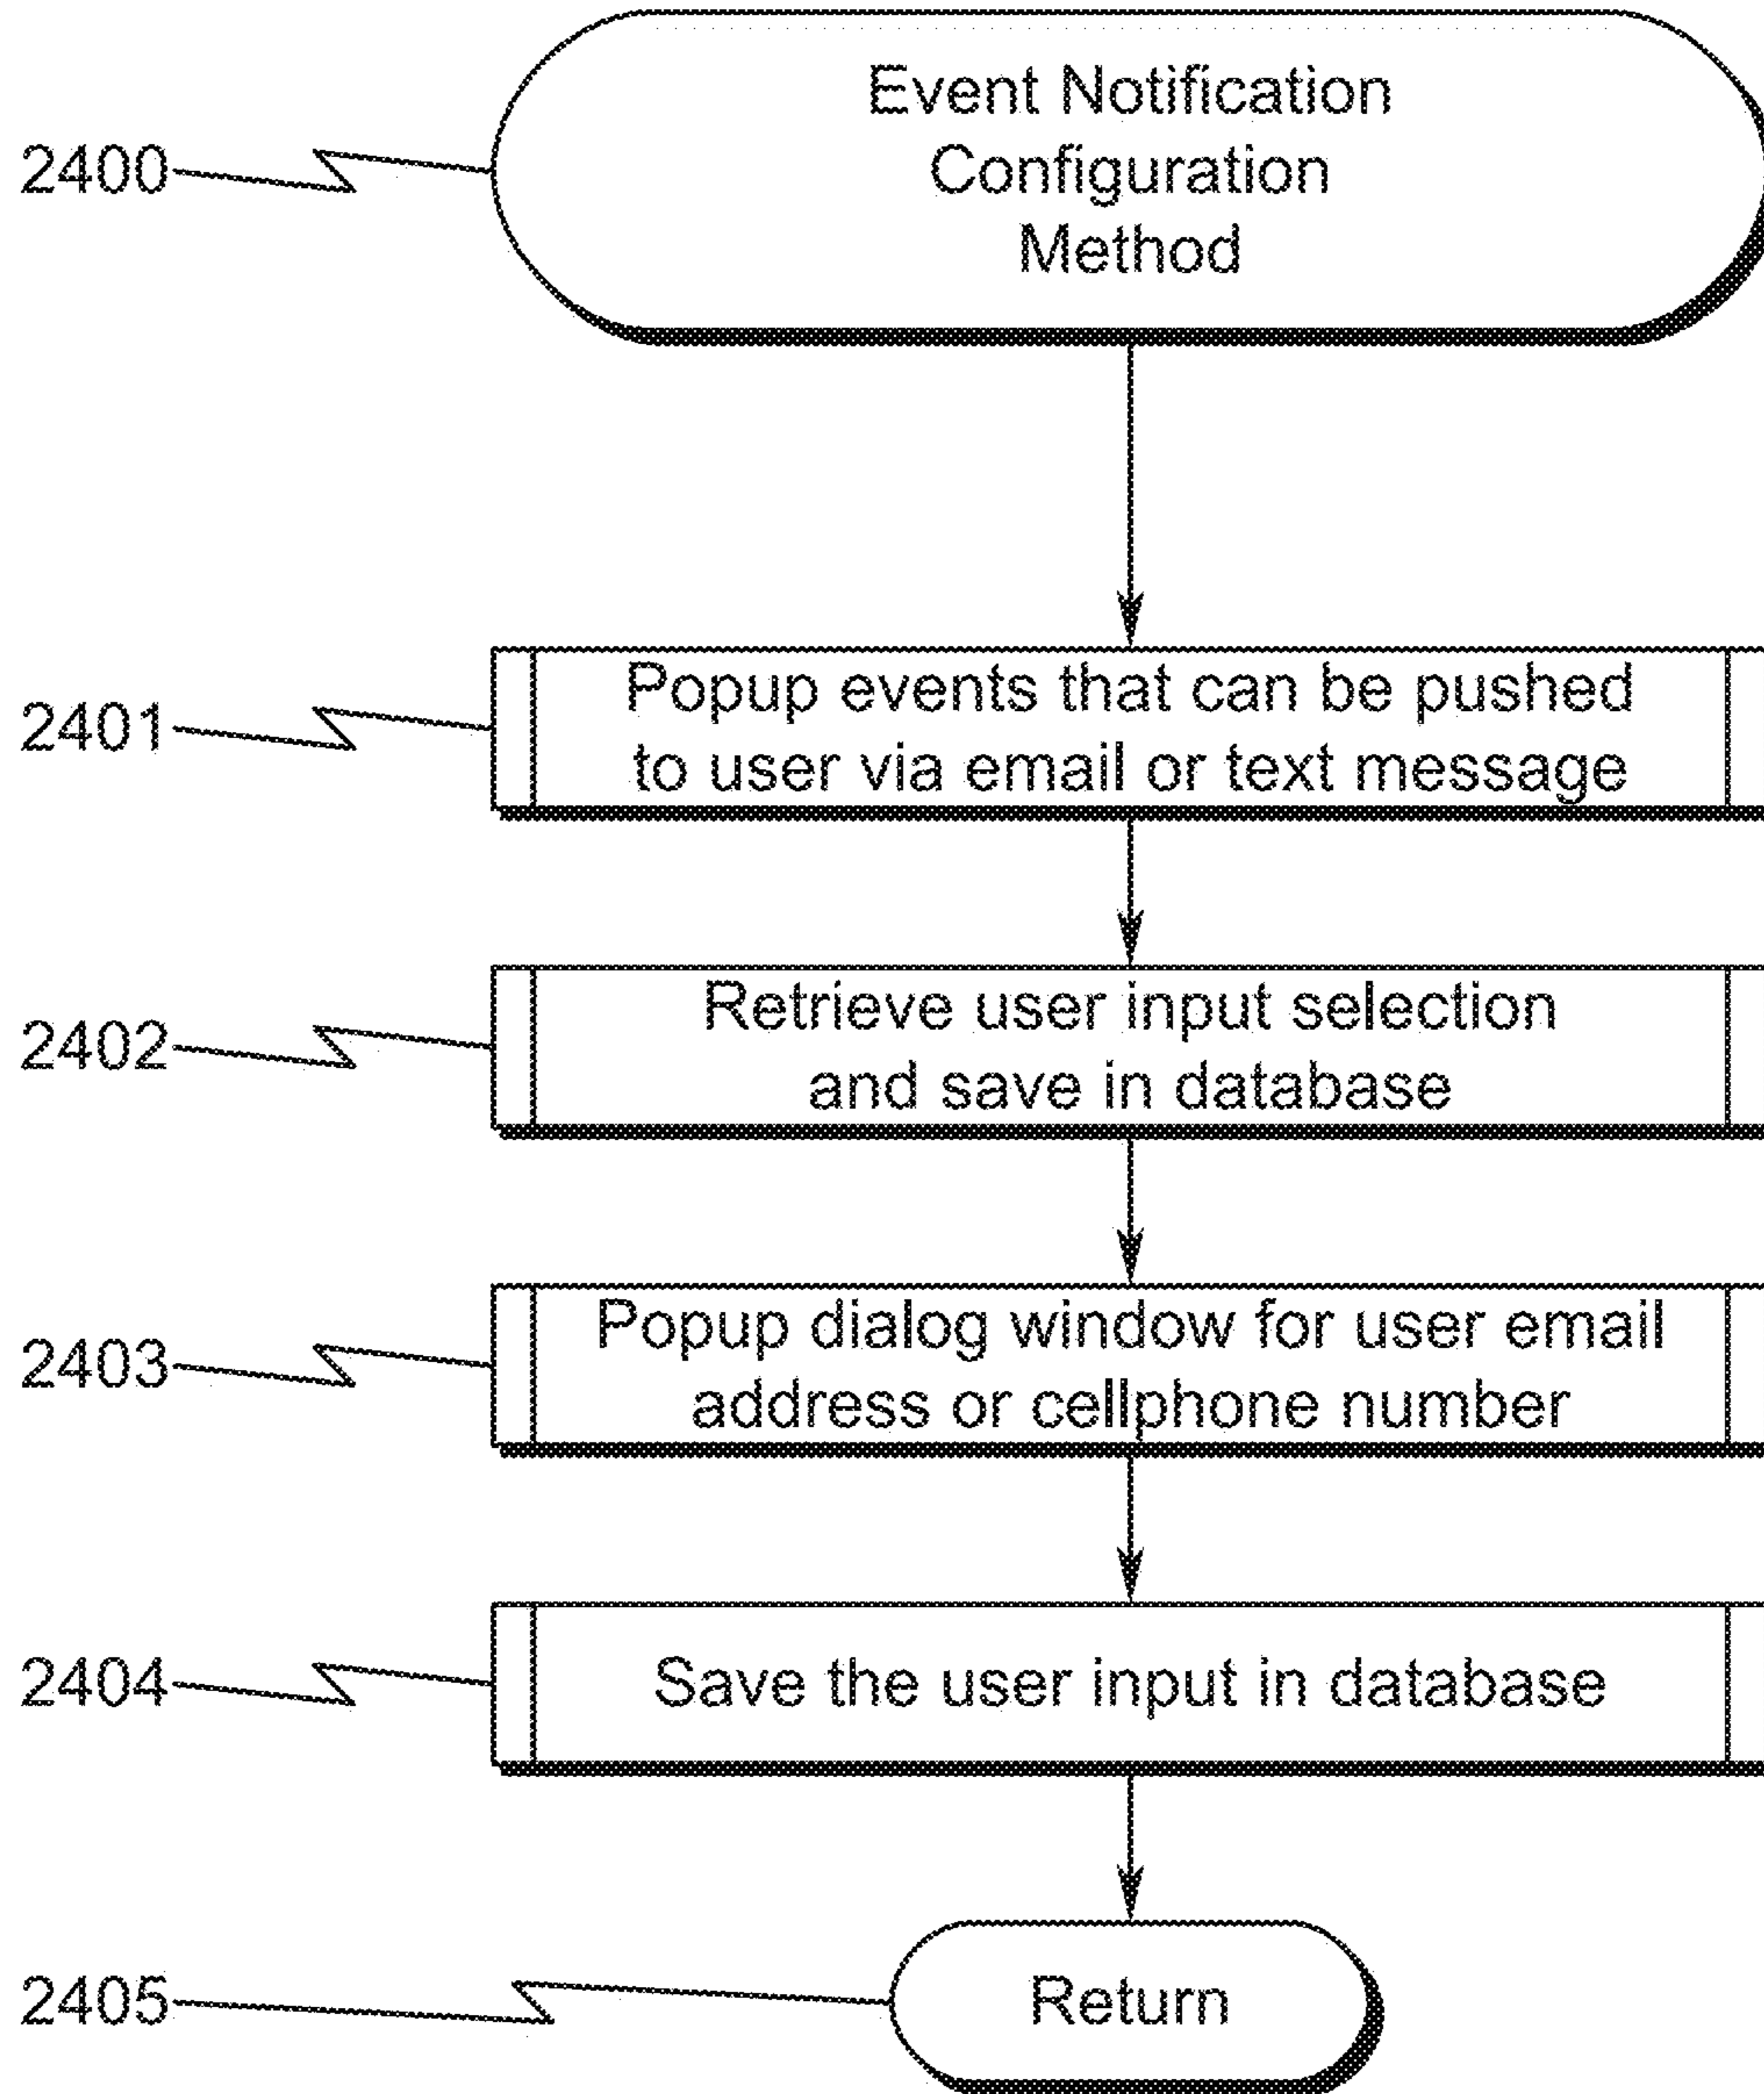 Event Notification
2400
Configuration
Method
2401
Popup events that can be pushed
to user via email or text message
2402
Retrieve user input selection
and save in database
2403
Popup dialog window for user email
address or cellphone number
2404
Save the user input in database
2405
Return